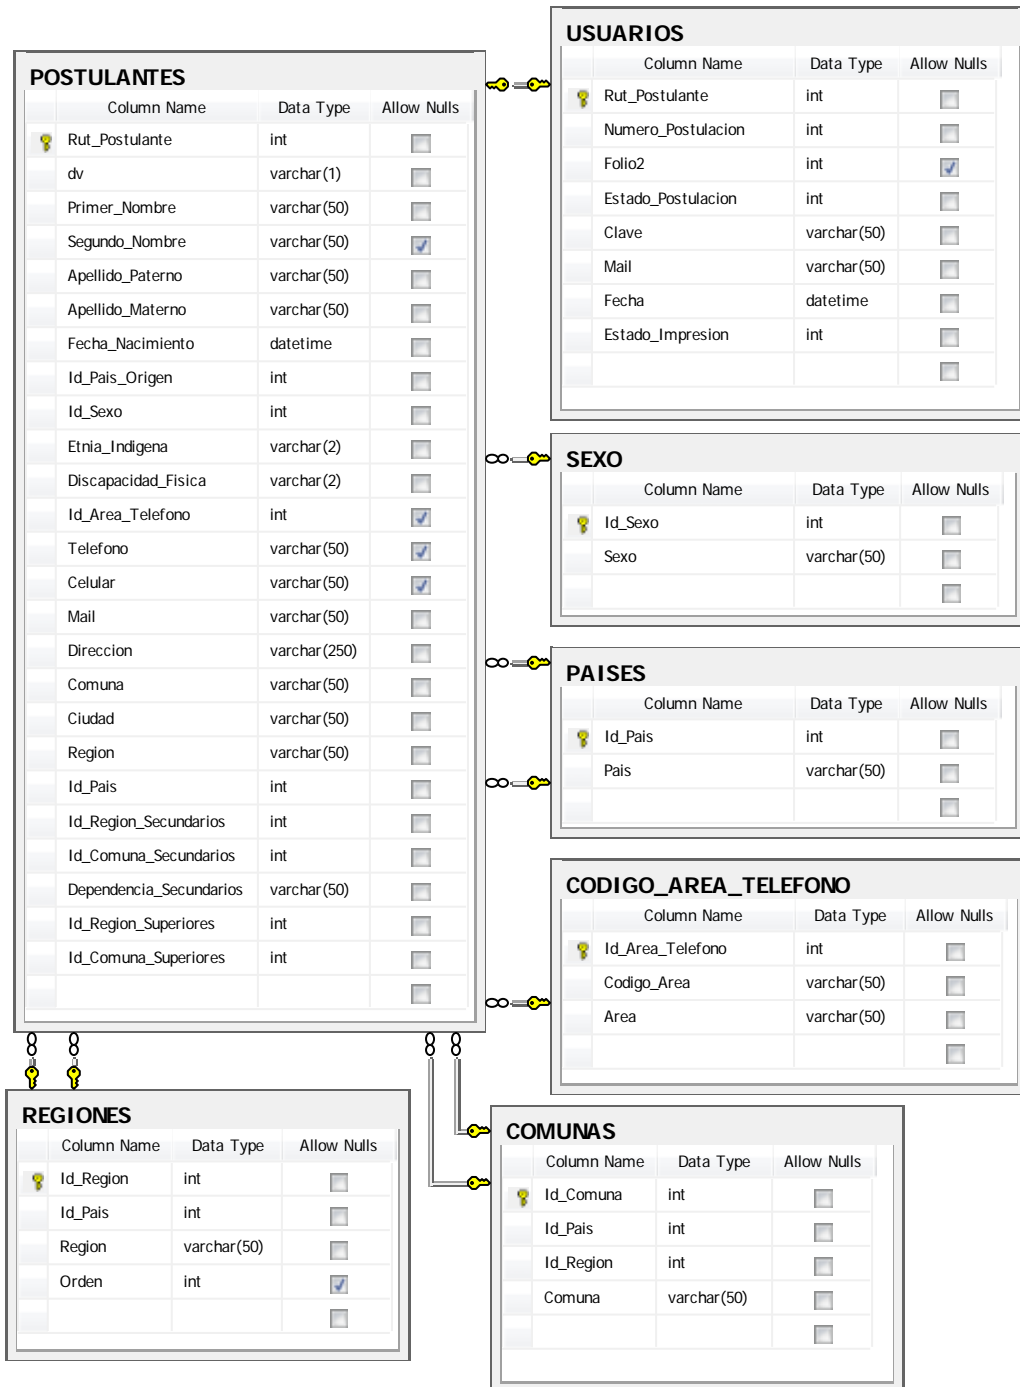 POSTULANTES
Column Name Data Type Allow Nulls
Rut_Postulante int
dv varchar(1)
Primer_Nombre varchar(50)
Segundo_Nombre varchar(50)
Apellido_Paterno varchar(50)
Apellido_Materno varchar(50)
Fecha_Nacimiento datetime
Id_Pais_Origen int
Id_Sexo int
Etnia_Indigena varchar(2)
Discapacidad_Fisica varchar(2)
Id_Area_Telefono int
Telefono varchar(50)
Celular varchar(50)
Mail varchar(50)
Direccion varchar(250)
Comuna varchar(50)
Ciudad varchar(50)
Region varchar(50)
Id_Pais int
Id_Region_Secundarios int
Id_Comuna_Secundarios int
Dependencia_Secundarios varchar(50)
Id_Region_Superiores int
Id_Comuna_Superiores int
USUARIOS
Column Name Data Type Allow Nulls
Rut_Postulante int
Numero_Postulacion int
Folio2 int
Estado_Postulacion int
Clave varchar(50)
Mail varchar(50)
Fecha datetime
Estado_Impresion int
SEXO
Column Name Data Type Allow Nulls
Id_Sexo int
Sexo varchar(50)
PAISES
Column Name Data Type Allow Nulls
Id_Pais int
Pais varchar(50)
CODIGO_AREA_TELEFONO
Column Name Data Type Allow Nulls
Id_Area_Telefono int
Codigo_Area varchar(50)
Area varchar(50)
REGIONES
Column Name Data Type Allow Nulls
Id_Region int
Id_Pais int
Region varchar(50)
Orden int
COMUNAS
Column Name Data Type Allow Nulls
Id_Comuna int
Id_Pais int
Id_Region int
Comuna varchar(50)